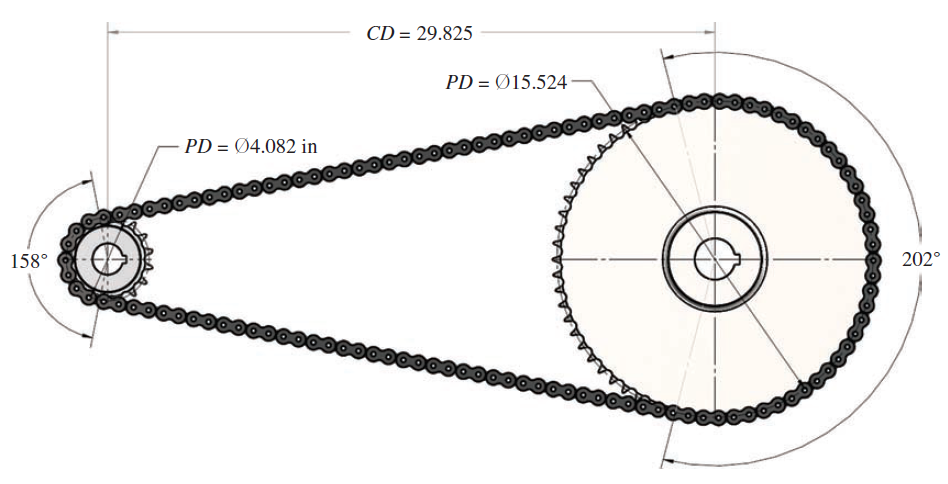 CD = 29.825
PD = Ø15.524
PD = Ø4.082 in
158°
202°